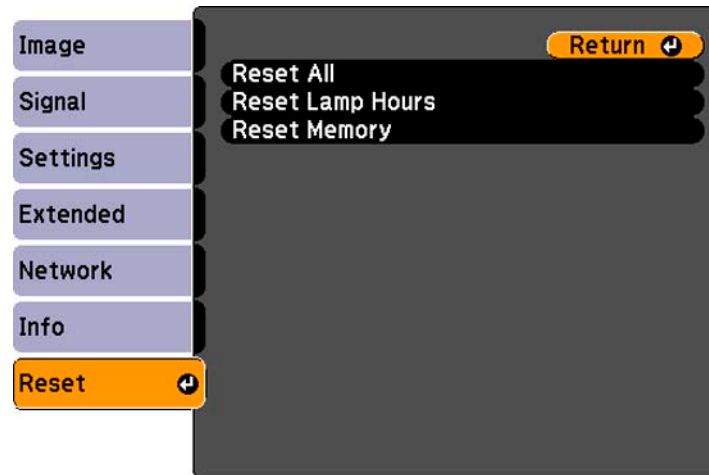 Image
Signal
Settings
Extended
Network
Info
Reset
Return
Reset All
Reset Lamp Hours
Reset Memory